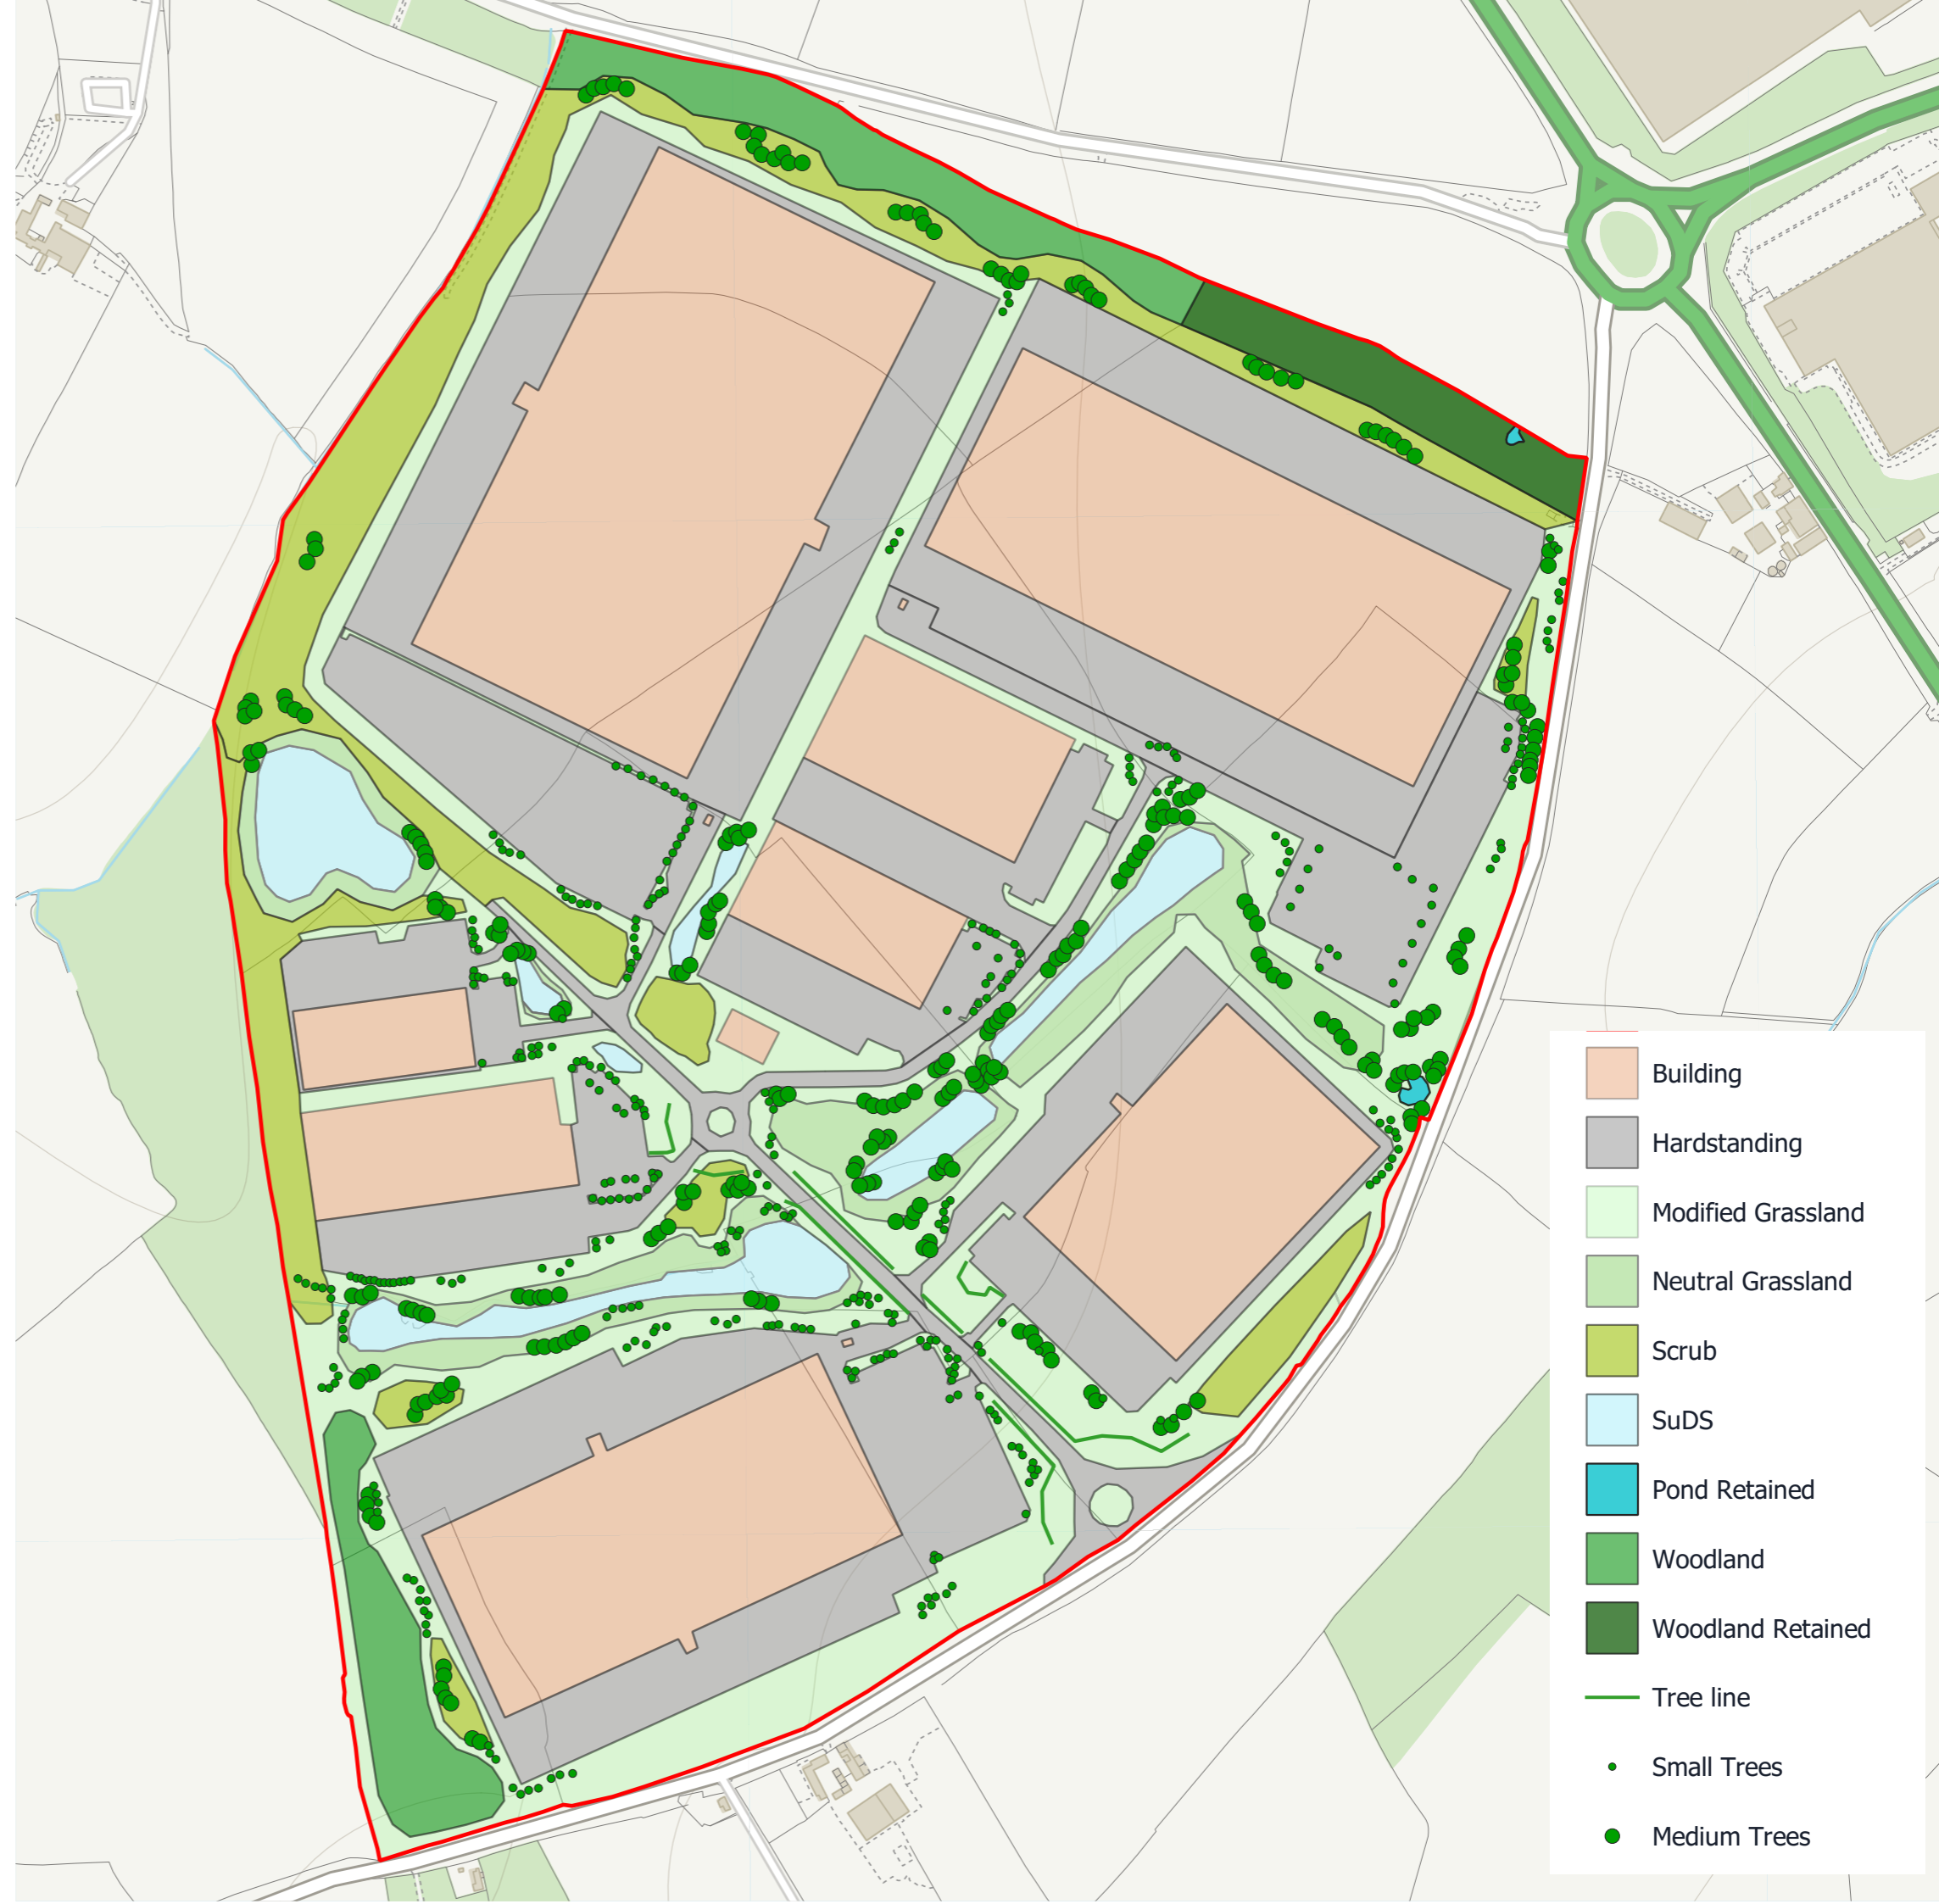 Building
Hardstanding
Modified Grassland
Neutral Grassland
Scrub
SuDS
Pond Retained
Woodland
Woodland Retained
Tree line
Small Trees
Medium Trees